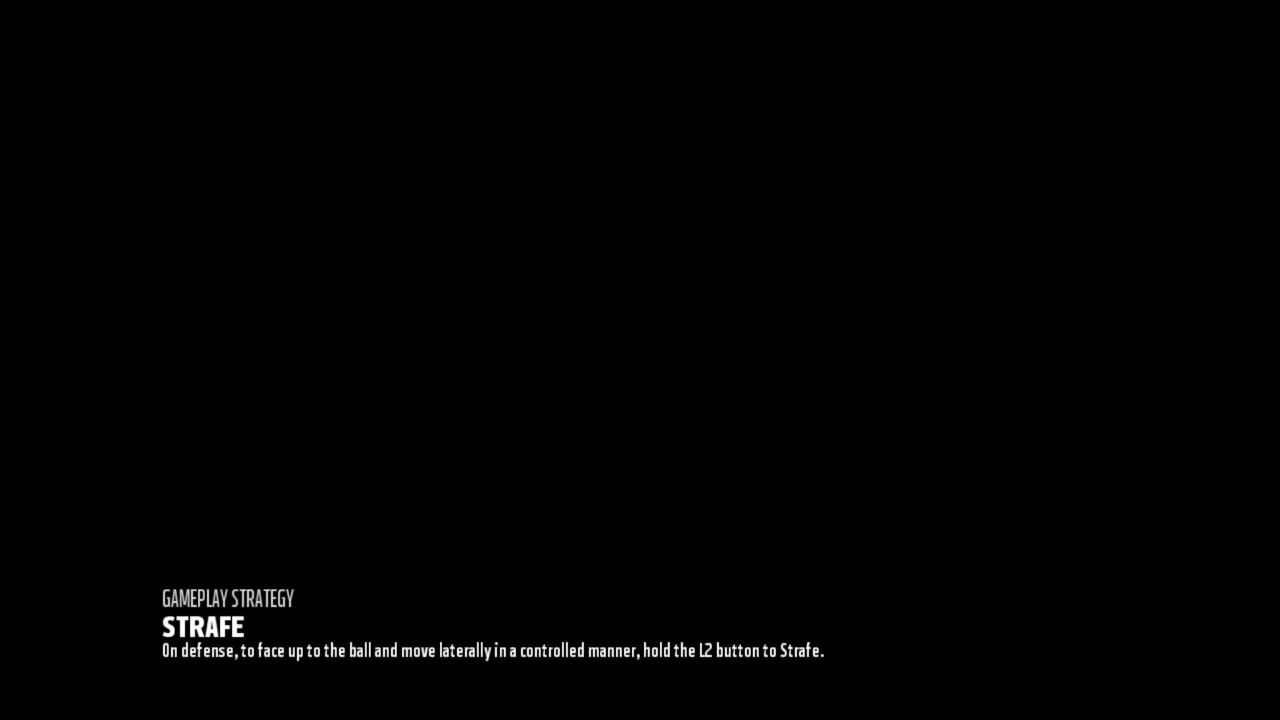 GAMEPLAY STRATEGY
STRAFE
On defense, to face up to the ball and move laterally in a controlled manner, hold the L2 button to Strafe.